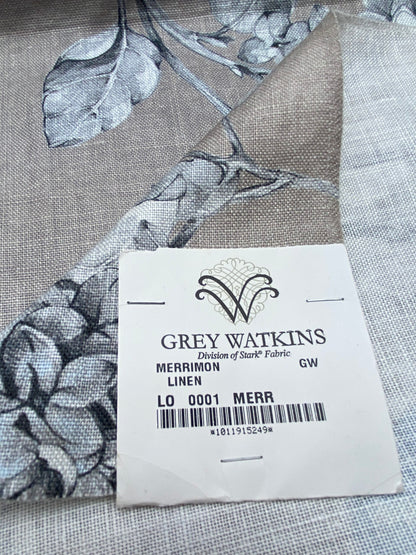 GREY WATKINS
Division of Stark® Fabric
MERRIMON GW
LINEN
LO 0001 MERR
*1011915249*